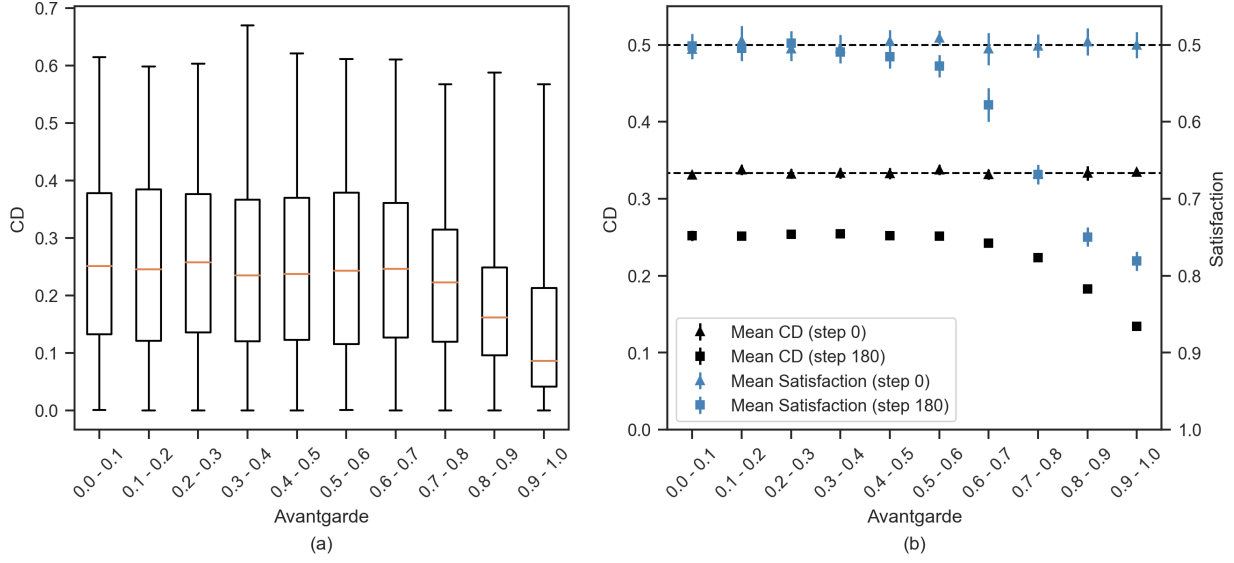 0.7
0.6
0.5
0.4
0.3
0.2
0.1
0.0
CD
0.0 - 0.1
0.1 - 0.2
0.2 - 0.3
0.3 - 0.4
0.4 - 0.5
0.5 - 0.6
0.6 - 0.7
0.7 - 0.8
0.8 - 0.9
0.9 - 1.0
Avantgarde
(a)
0.5
0.4
0.3
0.2
0.1
0.0
CD
Mean CD (step 0)
Mean CD (step 180)
Mean Satisfaction (step 0)
Mean Satisfaction (step 180)
0.5
0.6
0.7
0.8
0.9
1.0
Satisfaction
0.0 - 0.1
0.1 - 0.2
0.2 - 0.3
0.3 - 0.4
0.4 - 0.5
0.5 - 0.6
0.6 - 0.7
0.7 - 0.8
0.8 - 0.9
0.9 - 1.0
Avantgarde
(b)